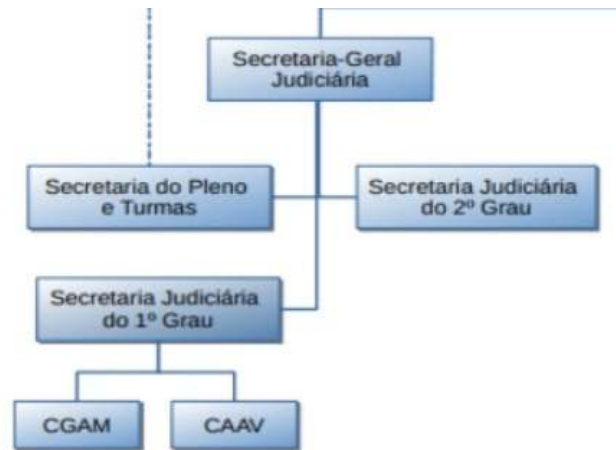 Secretaria-Geral
Judiciária
Secretaria do Pleno
e Turmas
Secretaria Judiciária
do 2º Grau
Secretaria Judiciária
do 1º Grau
CGAM
CAAV